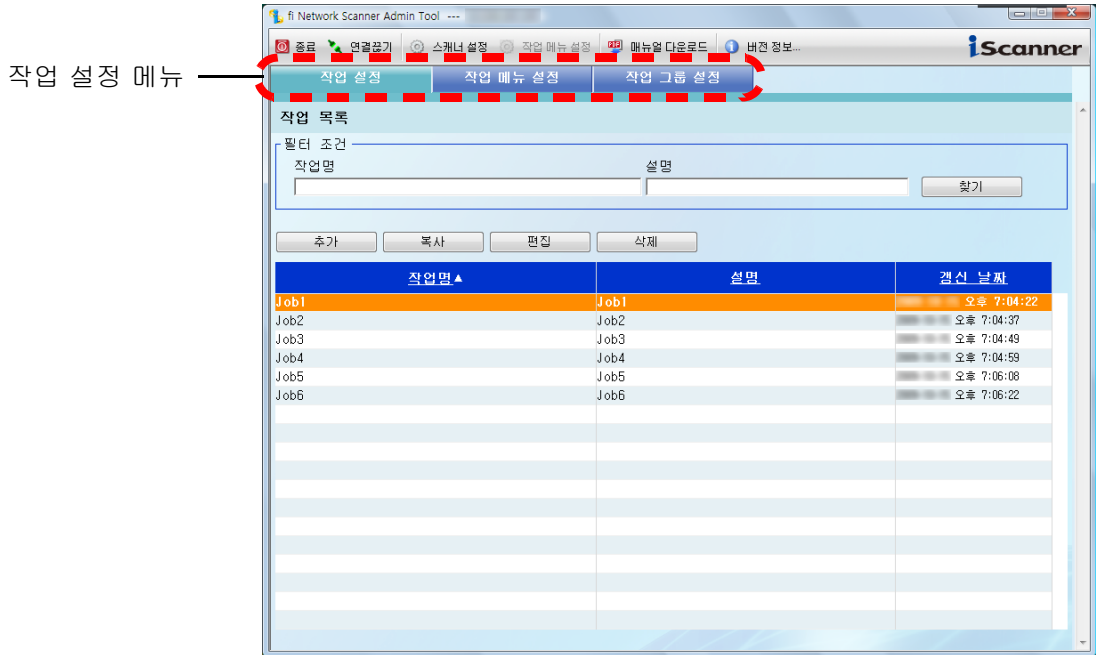 fi Network Scanner Admin Tool ---
종료 연결끊기 스캐너 설정 작업 메뉴 설정 매뉴얼 다운로드 버전 정보...
iScanner
작업 설정 메뉴
작업 설정 작업 메뉴 설정 작업 그룹 설정
작업 목록
필터 조건
작업명 설명
찾기
추가 복사 편집 삭제
작업명▲ 설명 갱신 날짜
Job1 Job1 오후 7:04:22
Job2 Job2 오후 7:04:37
Job3 Job3 오후 7:04:49
Job4 Job4 오후 7:04:59
Job5 Job5 오후 7:06:08
Job6 Job6 오후 7:06:22